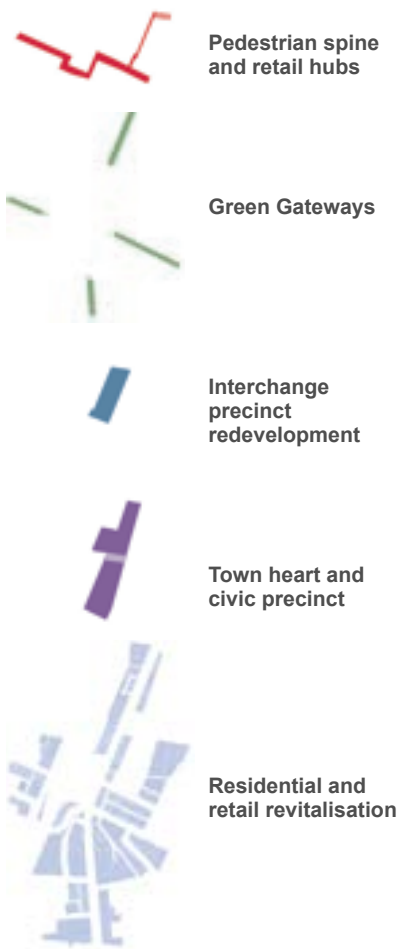 Pedestrian spine
and retail hubs
Green Gateways
Interchange
precinct
redevelopment
Town heart and
civic precinct
Residential and
retail revitalisation